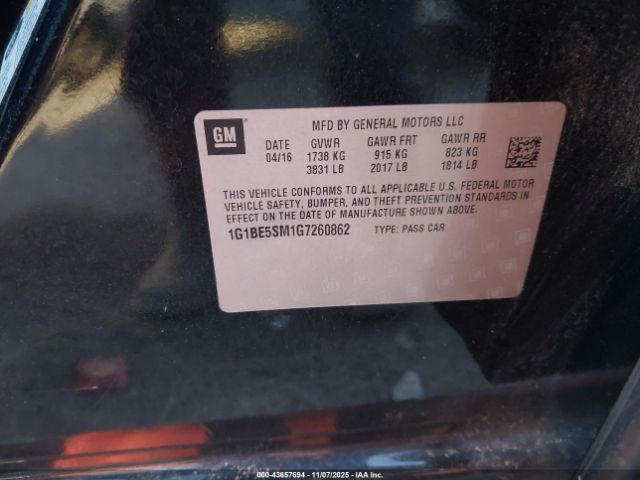 GM
MFD BY GENERAL MOTORS LLC
DATE GVWR GAWR FRT GAWR RR
04/16 1738 KG 915 KG 823 KG
3831 LB 2017 LB 1814 LB
THIS VEHICLE CONFORMS TO ALL APPLICABLE U.S. FEDERAL MOTOR
VEHICLE SAFETY, BUMPER, AND THEFT PREVENTION STANDARDS IN
EFFECT ON THE DATE OF MANUFACTURE SHOWN ABOVE.
1G1BE5SM1G7260862 TYPE: PASS CAR
000-43657694 - 11/07/2025 - IAA Inc.